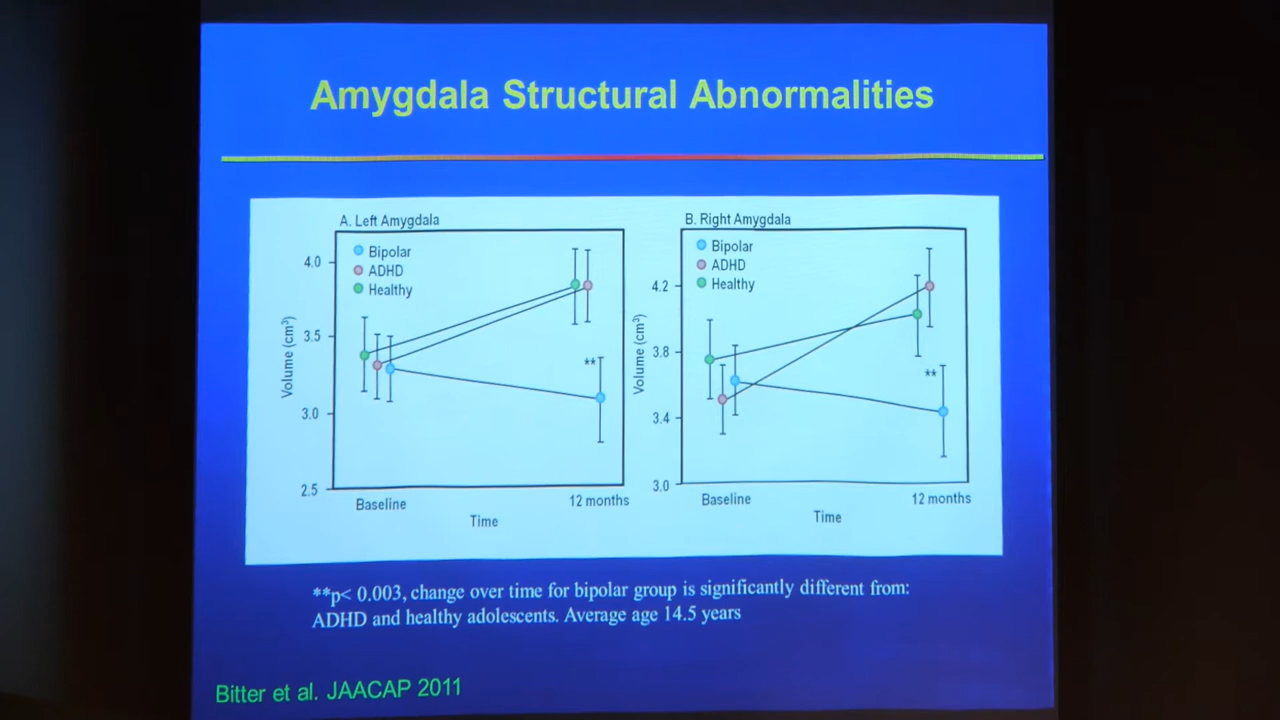 Amygdala Structural Abnormalities
A. Left Amygdala
Bipolar
ADHD
Healthy
4.0
3.5
3.0
2.5
Volume (cm³)
**
Baseline
12 months
Time
B. Right Amygdala
Bipolar
ADHD
Healthy
4.2
3.8
3.4
3.0
Volume (cm³)
**
Baseline
12 months
Time
**p< 0.003, change over time for bipolar group is significantly different from:
ADHD and healthy adolescents. Average age 14.5 years
Bitter et al. JAACAP 2011